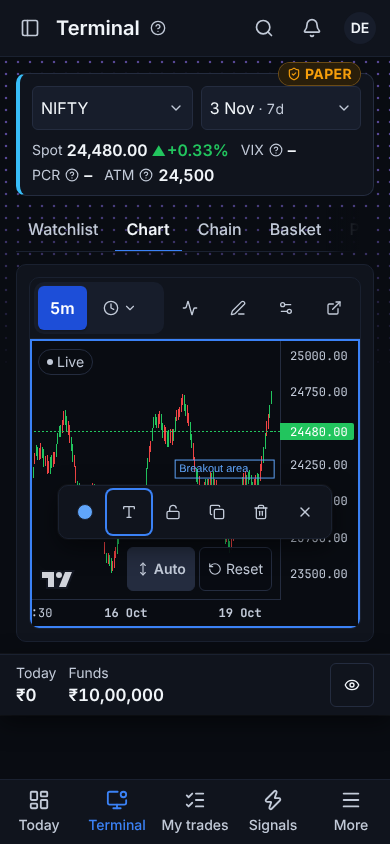 Terminal
DE
PAPER
NIFTY
3 Nov · 7d
Spot 24,480.00 ▲+0.33% VIX –
PCR – ATM 24,500
Watchlist Chart Chain Basket
5m
Live
25000.00
24750.00
24480.00
Breakout area
24250.00
Auto
Reset
23500.00
:30 16 Oct 19 Oct
Today Funds
₹0 ₹10,00,000
Today Terminal My trades Signals More